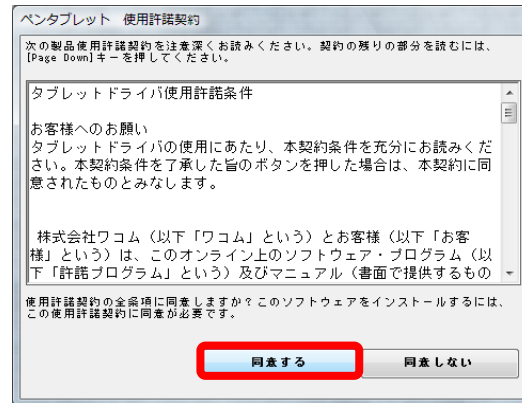 ペンタブレット 使用許諾契約
次の製品使用許諾契約を注意深くお読みください。契約の残りの部分を読むには、
[Page Down]キーを押してください。
タブレットドライバ使用許諾条件
お客様へのお願い
タブレットドライバの使用にあたり、本契約条件を充分にお読みくだ
さい。本契約条件を了承した旨のボタンを押した場合は、本契約に同
意されたものとみなします。
株式会社ワコム（以下「ワコム」という）とお客様（以下「お客
様」という）は、このオンライン上のソフトウェア・プログラム（以
下「許諾プログラム」という）及びマニュアル（書面で提供するもの
使用許諾契約の全条項に同意しますか？このソフトウェアをインストールするには、
この使用許諾契約に同意が必要です。
同意する
同意しない